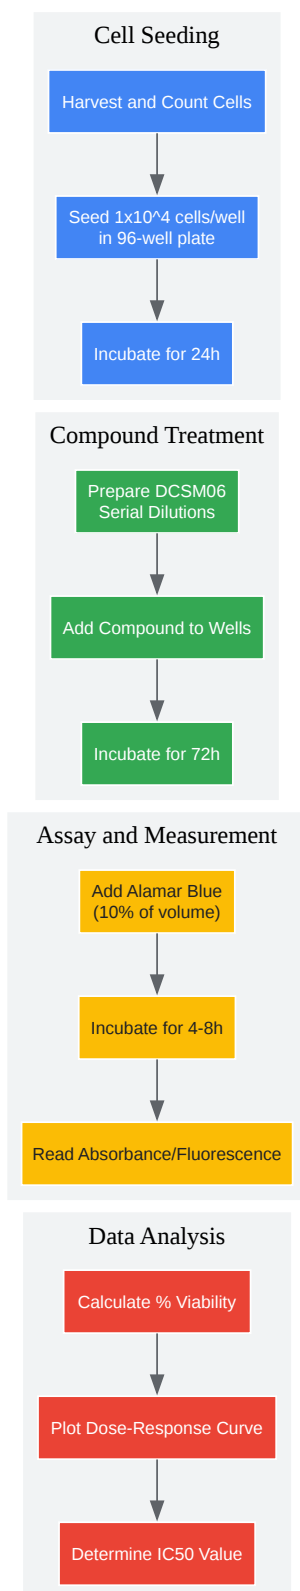 Cell Seeding
Harvest and Count Cells
Seed 1x10^4 cells/well
in 96-well plate
Incubate for 24h
Compound Treatment
Prepare DCSM06
Serial Dilutions
Add Compound to Wells
Incubate for 72h
Assay and Measurement
Add Alamar Blue
(10% of volume)
Incubate for 4-8h
Read Absorbance/Fluorescence
Data Analysis
Calculate % Viability
Plot Dose-Response Curve
Determine IC50 Value